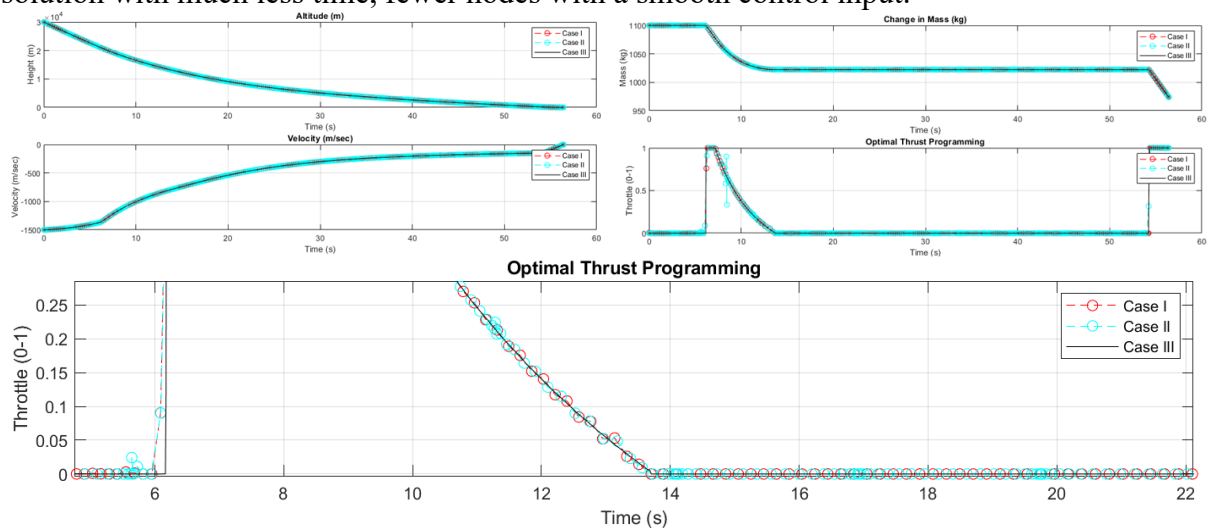 solution with much less time, fewer nodes with a smooth control input.
Altitude (m)
3 ×10⁴
2
1
0
Height (m)
0 10 20 30 40 50 60
Time (s)
Case I
Case II
Case III
Change in Mass (kg)
1100
1050
1000
950
Mass (kg)
0 10 20 30 40 50 60
Time (s)
Case I
Case II
Case III
Velocity (m/sec)
0
-500
-1000
-1500
Velocity (m/sec)
0 10 20 30 40 50 60
Time (s)
Case I
Case II
Case III
Optimal Thrust Programming
1
0.5
0
Throttle (0-1)
0 10 20 30 40 50 60
Time (s)
Case I
Case II
Case III
Optimal Thrust Programming
0.25
0.2
0.15
0.1
0.05
0
Throttle (0-1)
6 8 10 12 14 16 18 20 22
Time (s)
Case I
Case II
Case III